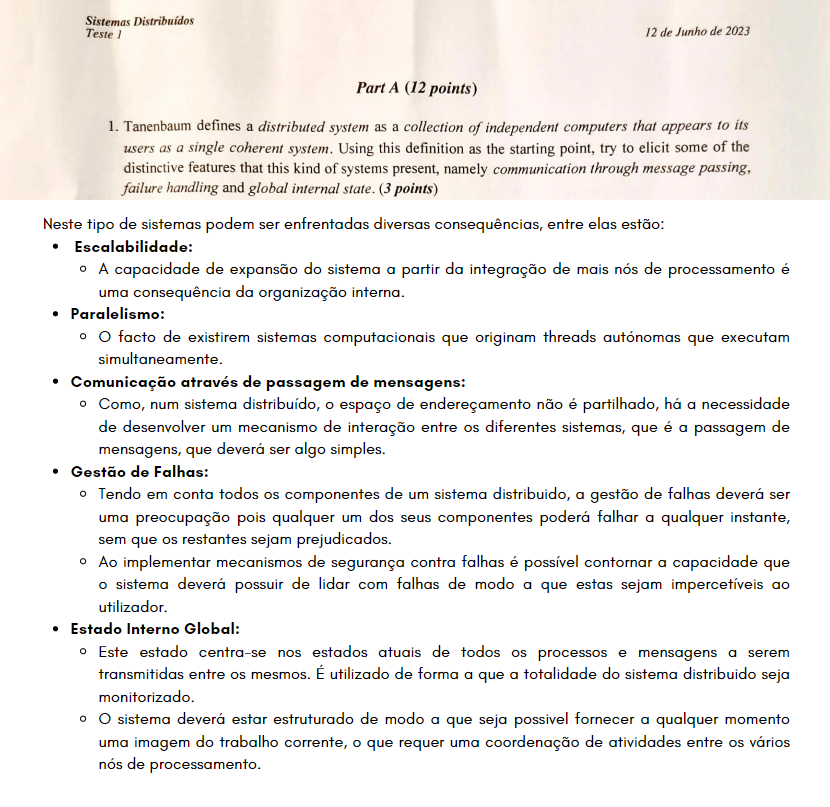 Sistemas Distribuídos
Teste 1
12 de Junho de 2023
Part A (12 points)
1. Tanenbaum defines a distributed system as a collection of independent computers that appears to its
users as a single coherent system. Using this definition as the starting point, try to elicit some of the
distinctive features that this kind of systems present, namely communication through message passing,
failure handling and global internal state. (3 points)
Neste tipo de sistemas podem ser enfrentadas diversas consequências, entre elas estão:
• Escalabilidade:
○ A capacidade de expansão do sistema a partir da integração de mais nós de processamento é
uma consequência da organização interna.
• Paralelismo:
○ O facto de existirem sistemas computacionais que originam threads autónomas que executam
simultaneamente.
• Comunicação através de passagem de mensagens:
○ Como, num sistema distribuído, o espaço de endereçamento não é partilhado, há a necessidade
de desenvolver um mecanismo de interação entre os diferentes sistemas, que é a passagem de
mensagens, que deverá ser algo simples.
• Gestão de Falhas:
○ Tendo em conta todos os componentes de um sistema distribuido, a gestão de falhas deverá ser
uma preocupação pois qualquer um dos seus componentes poderá falhar a qualquer instante,
sem que os restantes sejam prejudicados.
○ Ao implementar mecanismos de segurança contra falhas é possível contornar a capacidade que
o sistema deverá possuir de lidar com falhas de modo a que estas sejam impercetíveis ao
utilizador.
• Estado Interno Global:
○ Este estado centra-se nos estados atuais de todos os processos e mensagens a serem
transmitidas entre os mesmos. É utilizado de forma a que a totalidade do sistema distribuido seja
monitorizado.
○ O sistema deverá estar estruturado de modo a que seja possivel fornecer a qualquer momento
uma imagem do trabalho corrente, o que requer uma coordenação de atividades entre os vários
nós de processamento.